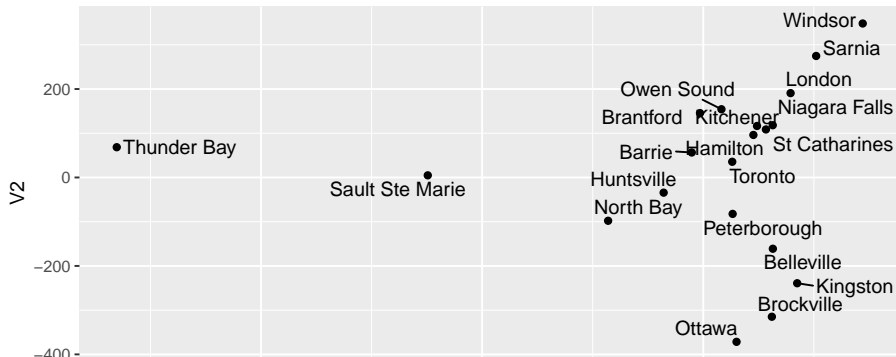 Windsor
Sarnia
London
Owen Sound
Niagara Falls
Brantford
Kitchener
Hamilton
St Catharines
Barrie
Toronto
Thunder Bay
Sault Ste Marie
Huntsville
North Bay
Peterborough
Belleville
Kingston
Brockville
Ottawa
V2
200
0
−200
−400